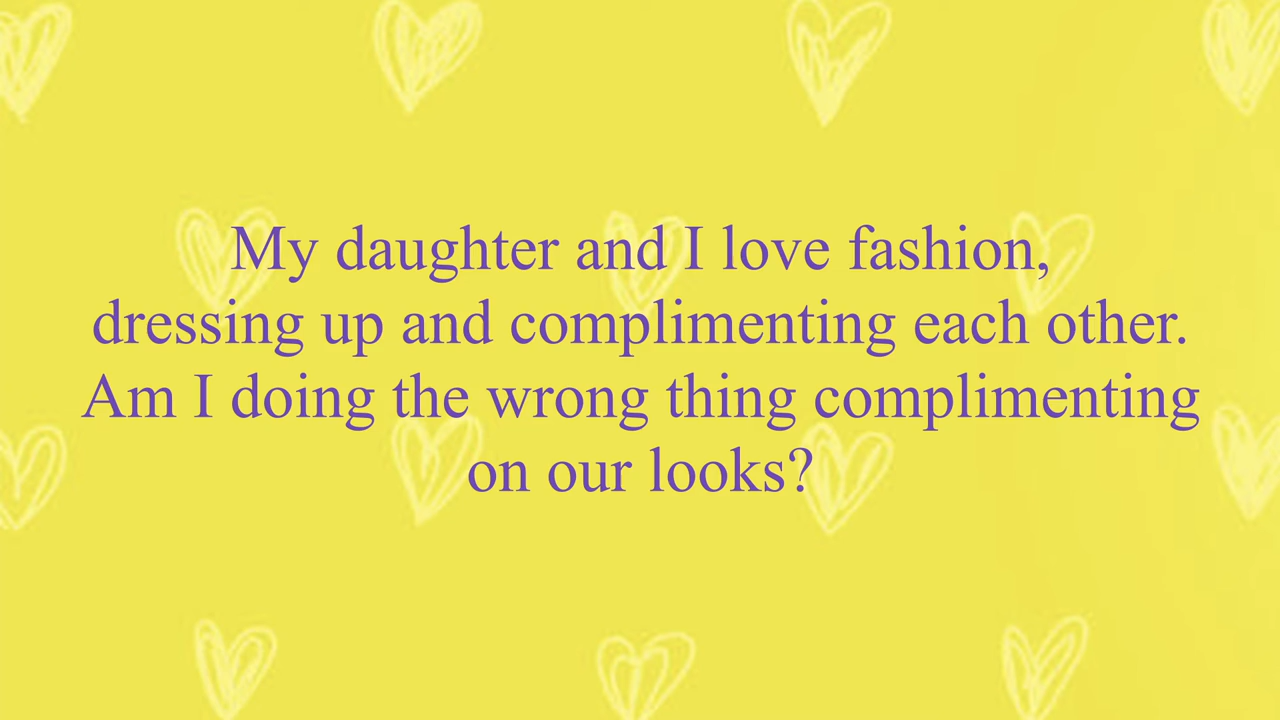 My daughter and I love fashion,
dressing up and complimenting each other.
Am I doing the wrong thing complimenting
on our looks?